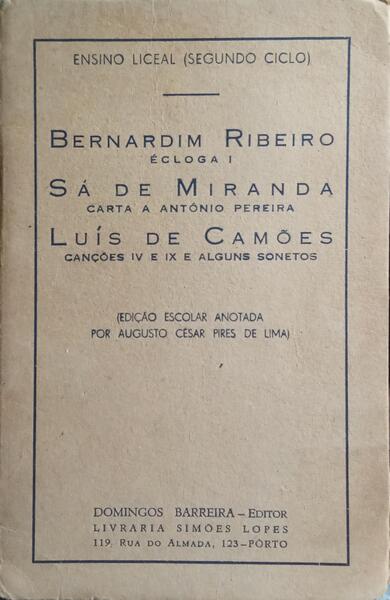 ENSINO LICEAL (SEGUNDO CICLO)
BERNARDIM RIBEIRO
ÉCLOGA I
SÁ DE MIRANDA
CARTA A ANTÓNIO PEREIRA
LUÍS DE CAMÕES
CANÇÕES IV E IX E ALGUNS SONETOS
(EDIÇÃO ESCOLAR ANOTADA
POR AUGUSTO CÉSAR PIRES DE LIMA)
DOMINGOS BARREIRA – EDITOR
LIVRARIA SIMÕES LOPES
119, RUA DO ALMADA, 123 – PÔRTO